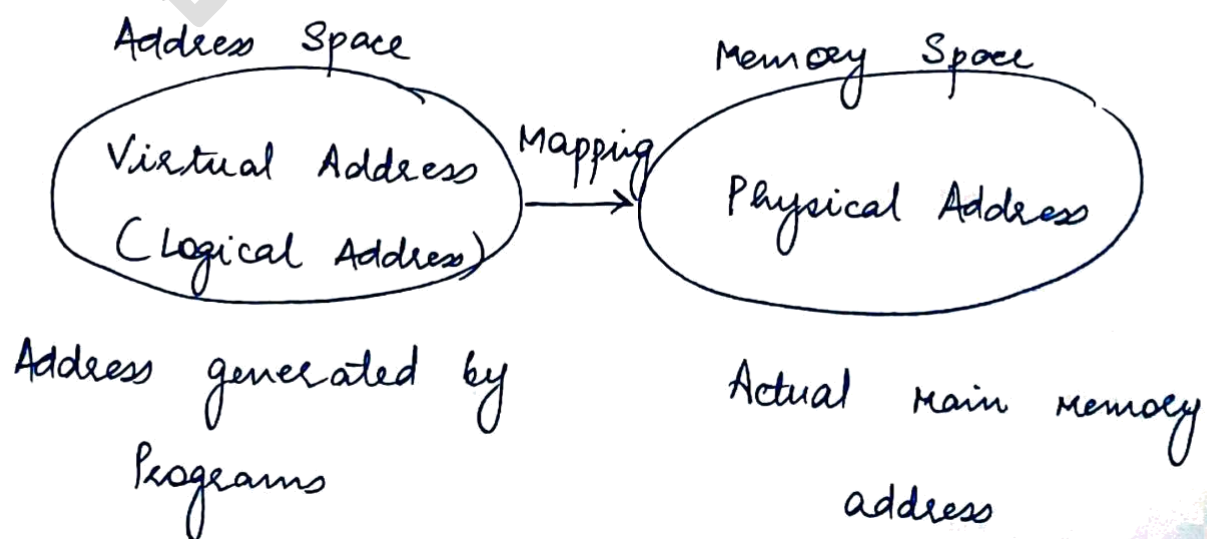 Address Space
Memory Space
Virtual Address
(Logical Address)
Mapping
Physical Address
Address generated by
Programs
Actual Main Memory
address